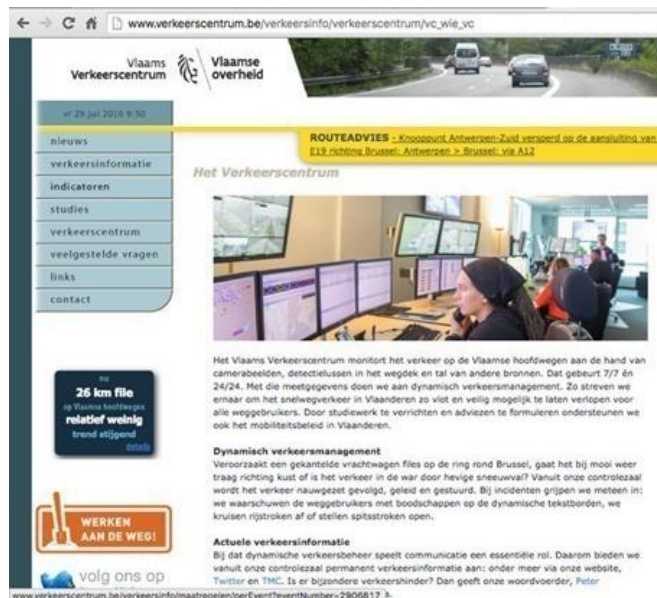 www.verkeerscentrum.be/verkeersinfo/verkeerscentrum/vc_wie_vc
Vlaams
Verkeerscentrum
Vlaamse
overheid
vr 29 jul 2016 9:50
nieuws
verkeersinformatie
indicatoren
studies
verkeerscentrum
veelgestelde vragen
links
contact
ROUTEADVIES - Knooppunt Antwerpen-Zuid versperd op de aansluiting van
E19 richting Brussel: Antwerpen > Brussel: via A12
Het Verkeerscentrum
Het Vlaams Verkeerscentrum monitort het verkeer op de Vlaamse hoofdwegen aan de hand van
camerabeelden, detectielussen in het wegdek en tal van andere bronnen. Dat gebeurt 7/7 én
24/24. Met die meetgegevens doen we aan dynamisch verkeersmanagement. Zo streven we
ernaar om het snelwegverkeer in Vlaanderen zo vlot en veilig mogelijk te laten verlopen voor
alle weggebruikers. Door studiewerk te verrichten en adviezen te formuleren ondersteunen we
ook het mobiliteitsbeleid in Vlaanderen.
Dynamisch verkeersmanagement
Veroorzaakt een gekantelde vrachtwagen files op de ring rond Brussel, gaat het bij mooi weer
traag richting kust of is het verkeer in de war door hevige sneeuwval? Vanuit onze controlezaal
wordt het verkeer nauwgezet gevolgd, geleid en gestuurd. Bij incidenten grijpen we meteen in:
we waarschuwen de weggebruikers met boodschappen op de dynamische tekstborden, we
kruisen rijstroken af of stellen spitsstroken open.
Actuele verkeersinformatie
Bij dat dynamische verkeersbeheer speelt communicatie een essentiële rol. Daarom bieden we
vanuit onze controlezaal permanent verkeersinformatie aan: onder meer via onze website,
Twitter en TMC. Is er bijzondere verkeershinder? Dan geeft onze woordvoerder, Peter
nu
26 km file
op Vlaamse hoofdwegen
relatief weinig
trend stijgend
details
WERKEN
AAN DE WEG!
volg ons op
www.verkeerscentrum.be/verkeersinfo/maatregelen/perEvent?eventNumber=2906817